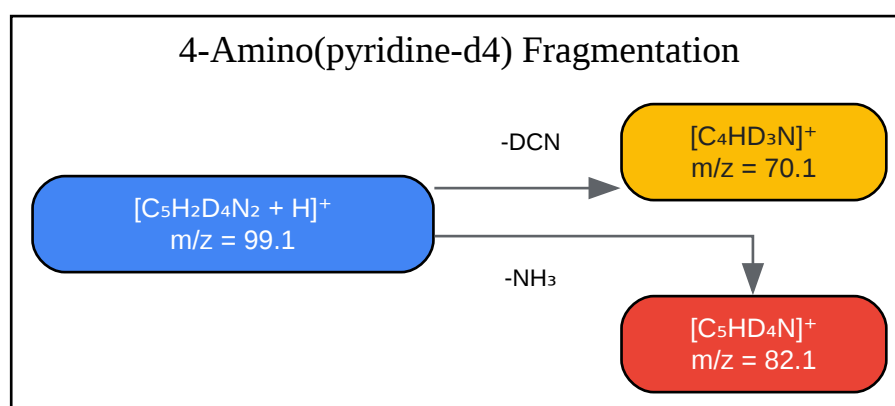 4-Amino(pyridine-d4) Fragmentation
-DCN
[C₄HD₃N]⁺
m/z = 70.1
[C₅H₂D₄N₂ + H]⁺
m/z = 99.1
-NH₃
[C₅HD₄N]⁺
m/z = 82.1